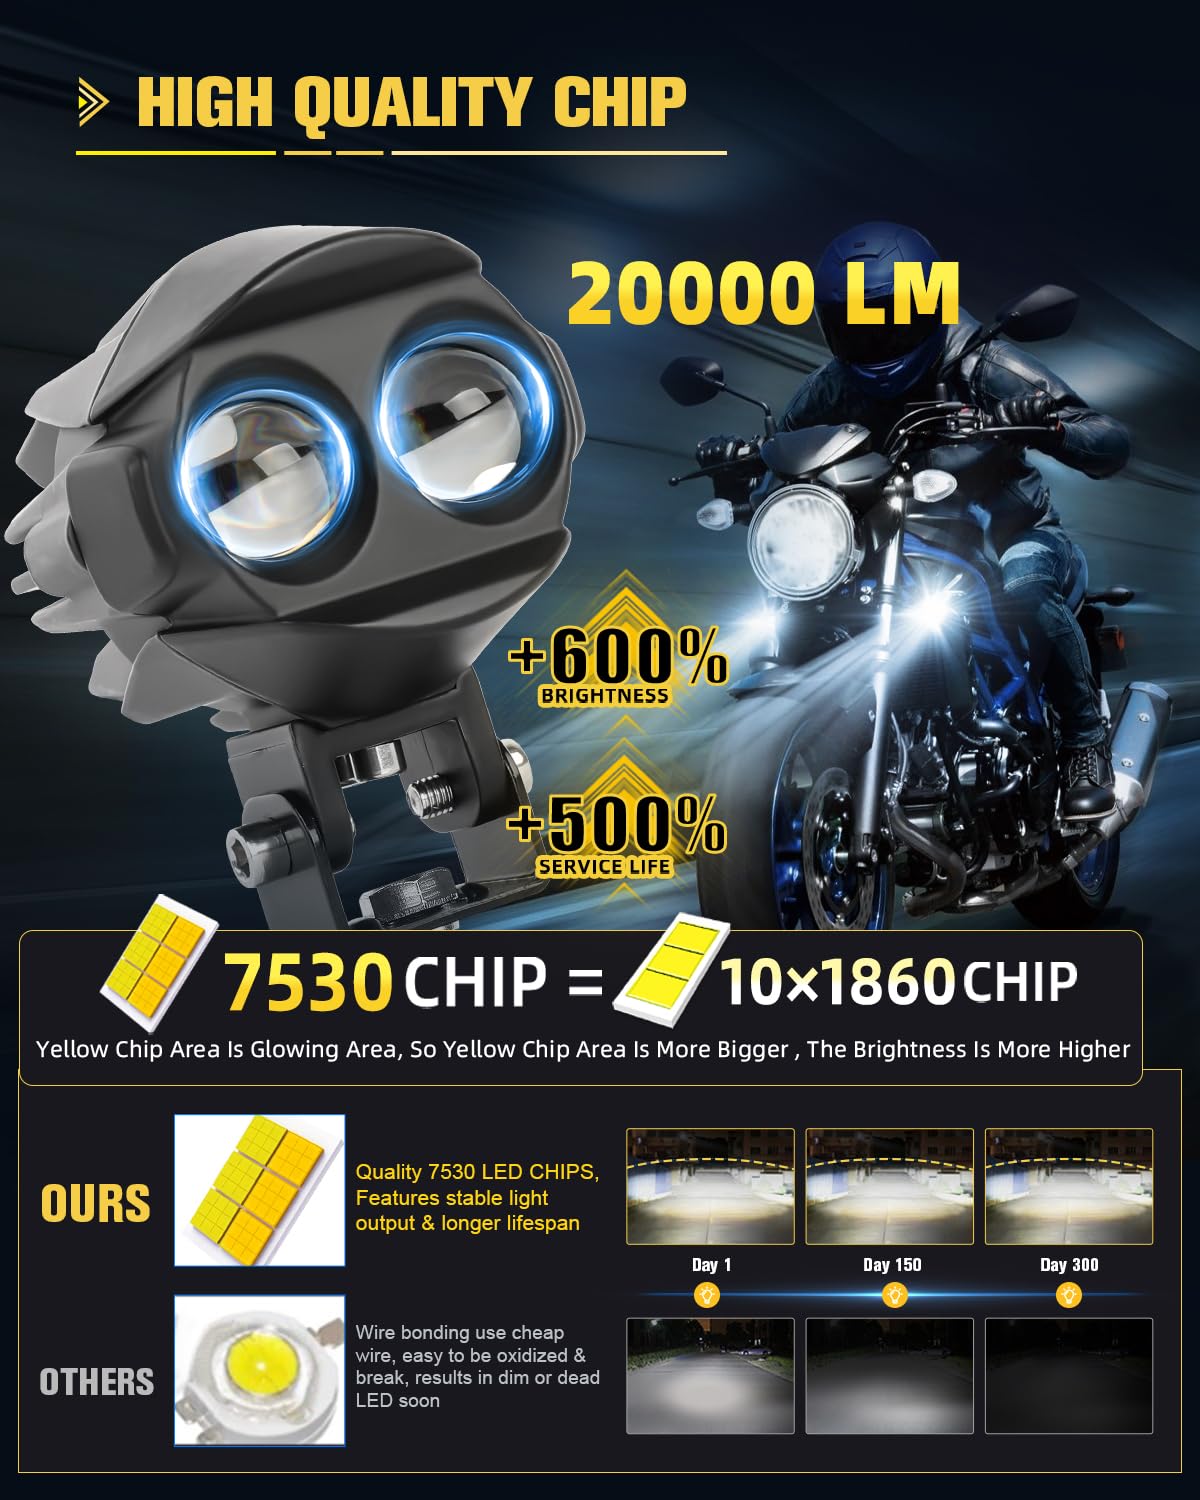 HIGH QUALITY CHIP
20000 LM
+600%
BRIGHTNESS
+500%
SERVICE LIFE
7530 CHIP = 10×1860 CHIP
Yellow Chip Area Is Glowing Area, So Yellow Chip Area Is More Bigger , The Brightness Is More Higher
OURS
Quality 7530 LED CHIPS,
Features stable light
output & longer lifespan
Day 1
Day 150
Day 300
OTHERS
Wire bonding use cheap
wire, easy to be oxidized &
break, results in dim or dead
LED soon